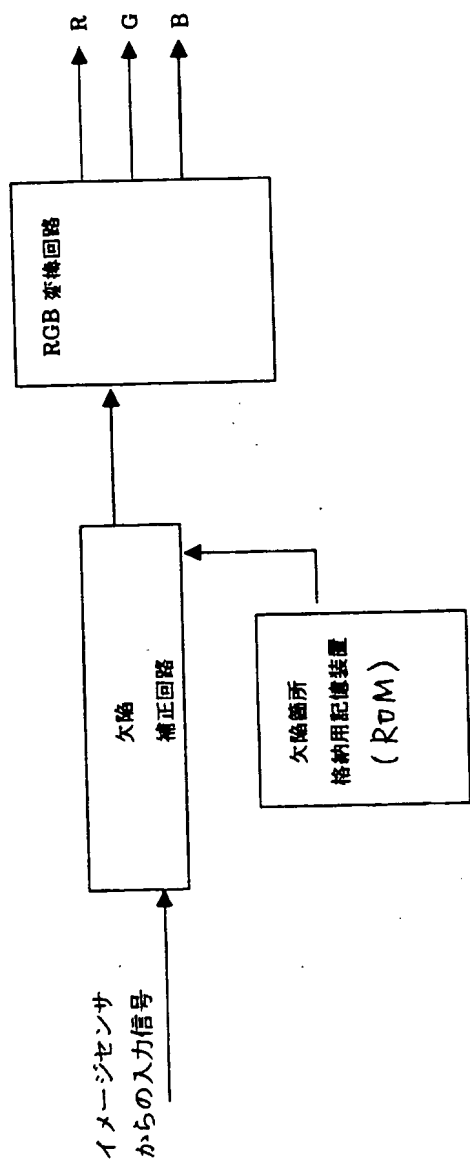 イメージセンサ
からの入力信号
欠陥
補正回路
欠陥箇所
格納用記憶装置
(ROM)
RGB 変換回路
R
G
B